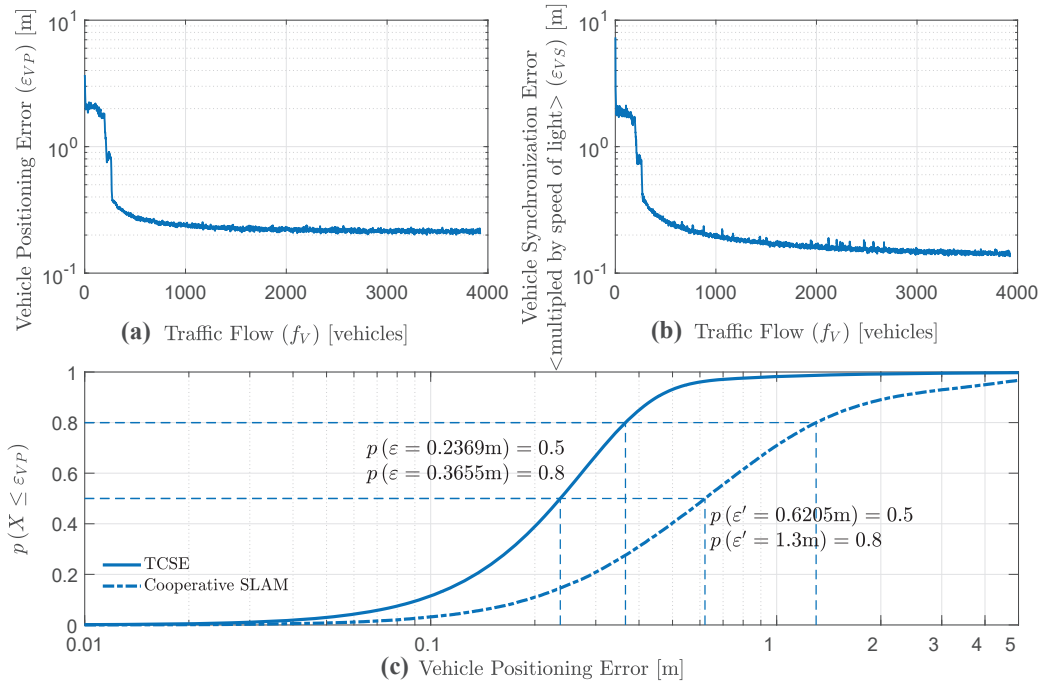 10^1
10^0
10^-1
Vehicle Positioning Error (ε_VP) [m]
0 1000 2000 3000 4000
(a) Traffic Flow (f_V) [vehicles]
10^1
10^0
10^-1
Vehicle Synchronization Error
<multipled by speed of light> (ε_VS) [m]
0 1000 2000 3000 4000
(b) Traffic Flow (f_V) [vehicles]
1
0.8
0.6
0.4
0.2
0
p (X ≤ ε_VP)
p (ε = 0.2369m) = 0.5
p (ε = 0.3655m) = 0.8
p (ε′ = 0.6205m) = 0.5
p (ε′ = 1.3m) = 0.8
TCSE
Cooperative SLAM
0.01 0.1 1 2 3 4 5
(c) Vehicle Positioning Error [m]